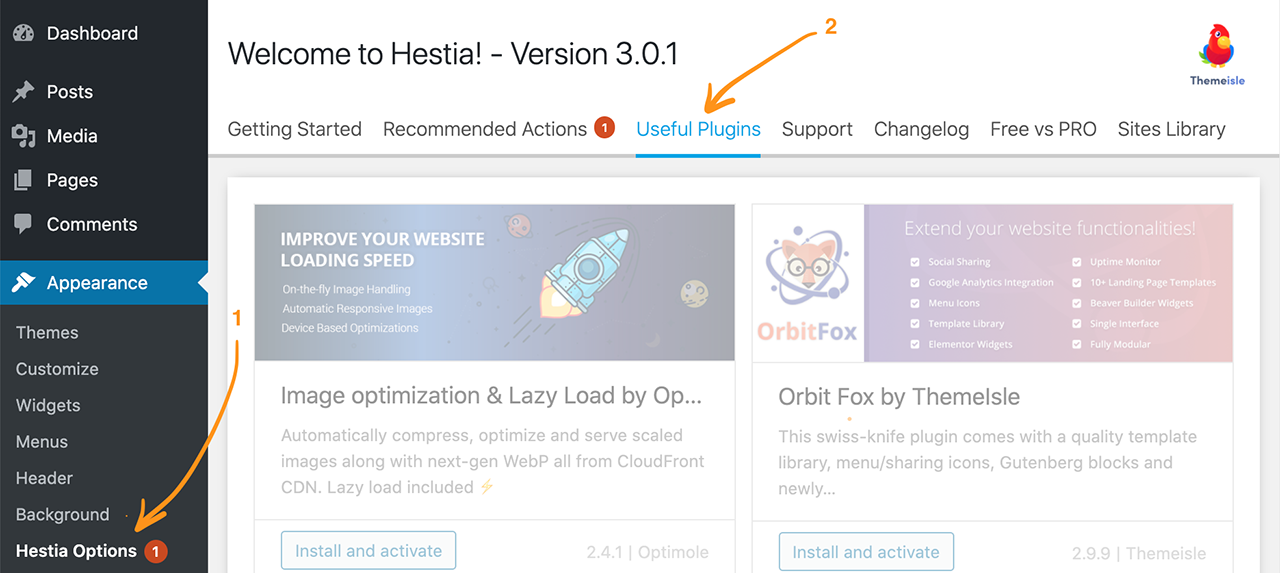 Dashboard
Posts
Media
Pages
Comments
Appearance
Themes
Customize
Widgets
Menus
Header
Background
Hestia Options 1
1
2
Welcome to Hestia! - Version 3.0.1
Themeisle
Getting Started Recommended Actions 1 Useful Plugins Support Changelog Free vs PRO Sites Library
IMPROVE YOUR WEBSITE
LOADING SPEED
On-the-fly Image Handling
Automatic Responsive Images
Device Based Optimizations
Image optimization & Lazy Load by Op...
Automatically compress, optimize and serve scaled
images along with next-gen WebP all from CloudFront
CDN. Lazy load included ⚡
Install and activate
2.4.1 | Optimole
OrbitFox
Extend your website functionalities!
Social Sharing
Google Analytics Integration
Menu Icons
Template Library
Elementor Widgets
Uptime Monitor
10+ Landing Page Templates
Beaver Builder Widgets
Single Interface
Fully Modular
Orbit Fox by ThemeIsle
This swiss-knife plugin comes with a quality template
library, menu/sharing icons, Gutenberg blocks and
newly...
Install and activate
2.9.9 | Themeisle